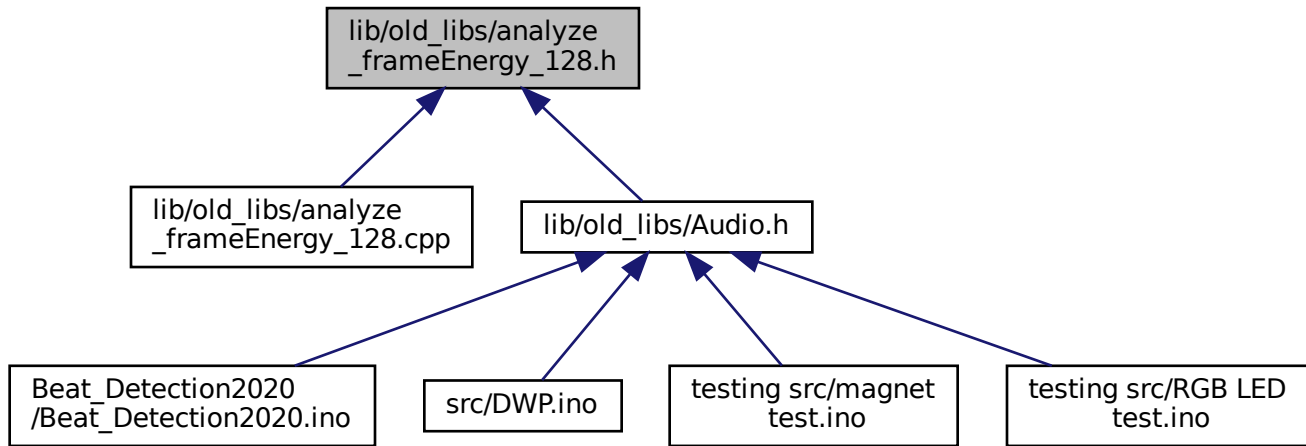 lib/old_libs/analyze
_frameEnergy_128.h
lib/old_libs/analyze
_frameEnergy_128.cpp
lib/old_libs/Audio.h
Beat_Detection2020
/Beat_Detection2020.ino
src/DWP.ino
testing src/magnet
test.ino
testing src/RGB LED
test.ino